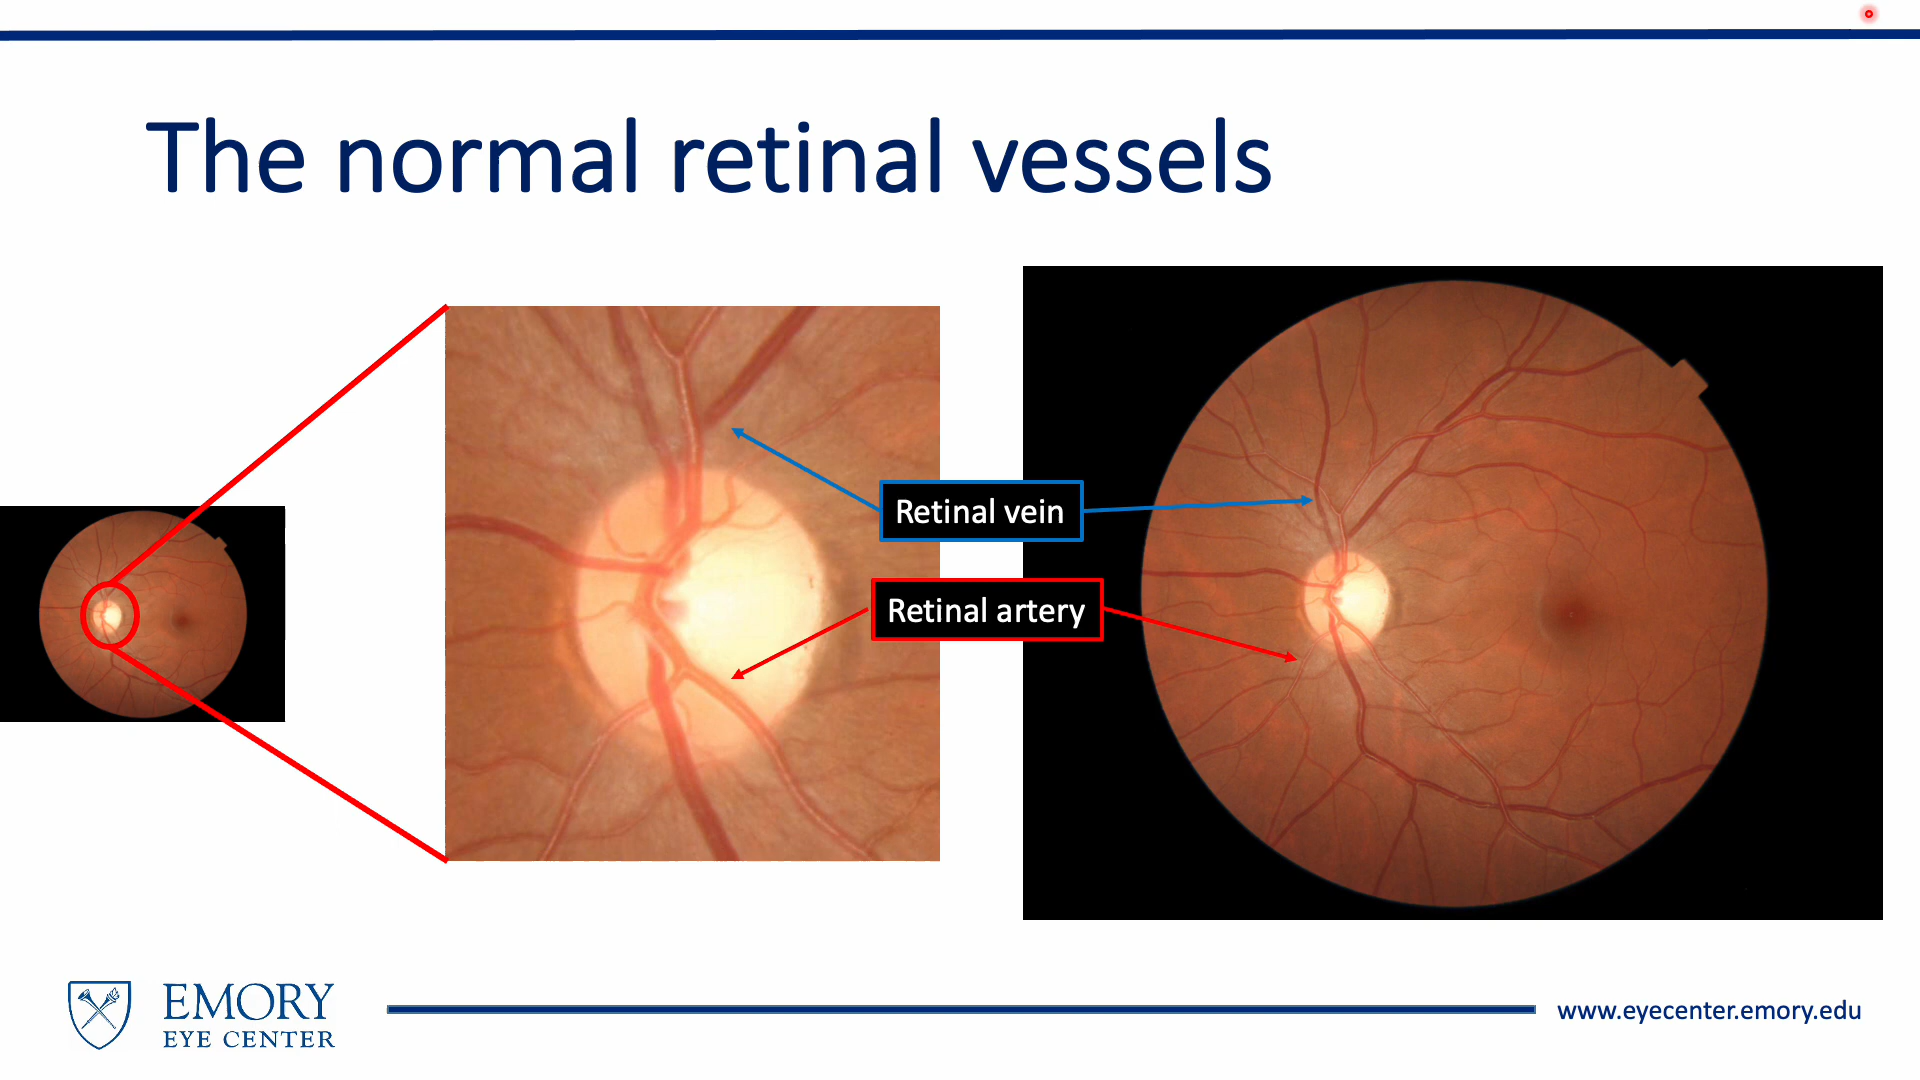 The normal retinal vessels
Retinal vein
Retinal artery
EMORY
EYE CENTER
www.eyecenter.emory.edu